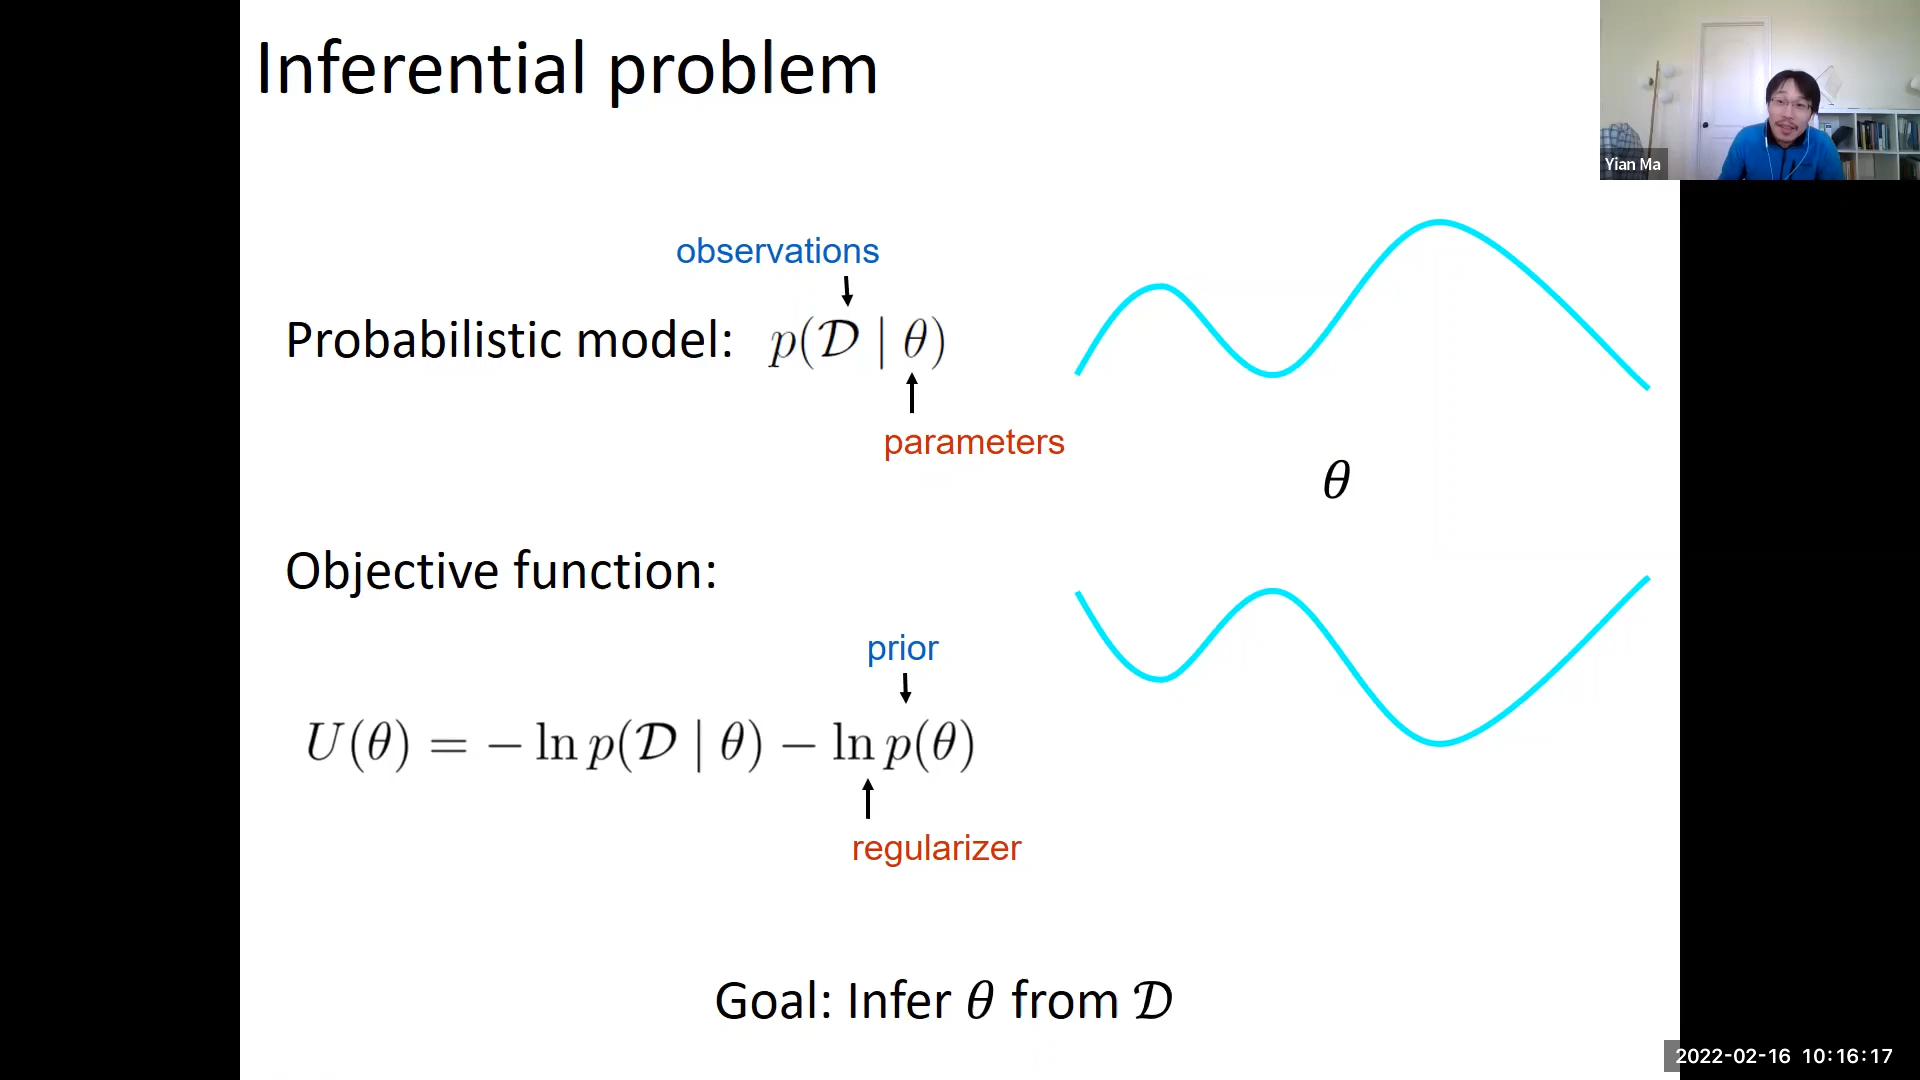 Inferential problem
Yian Ma
observations
Probabilistic model: p(𝒟 | θ)
parameters
θ
Objective function:
prior
U(θ) = − ln p(𝒟 | θ) − ln p(θ)
regularizer
Goal: Infer θ from 𝒟
2022-02-16 10:16:17